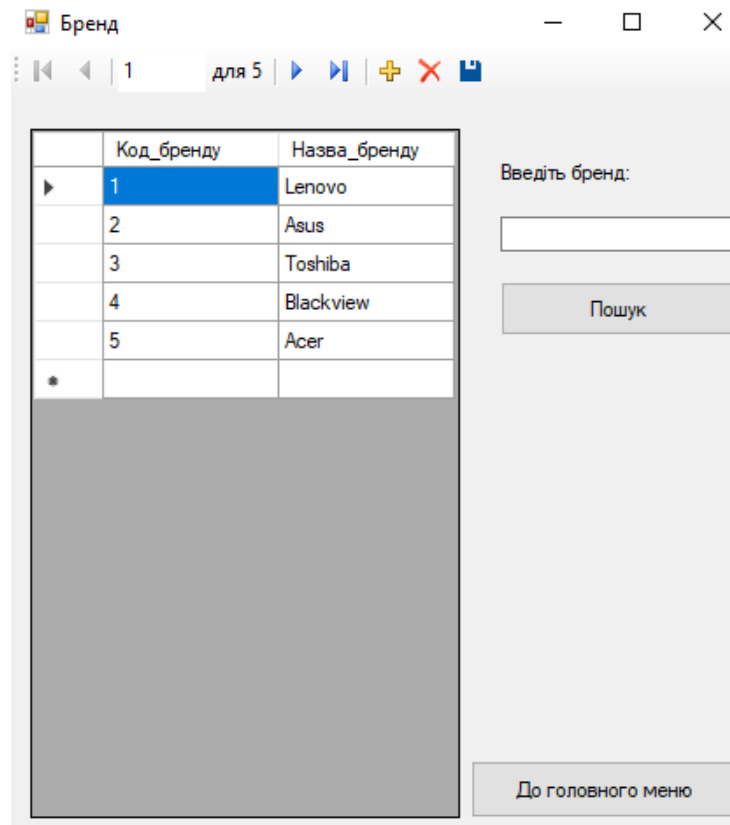 Бренд
1 для 5
Код_бренду Назва_бренду
1 Lenovo
2 Asus
3 Toshiba
4 Blackview
5 Acer
Введіть бренд:
Пошук
До головного меню